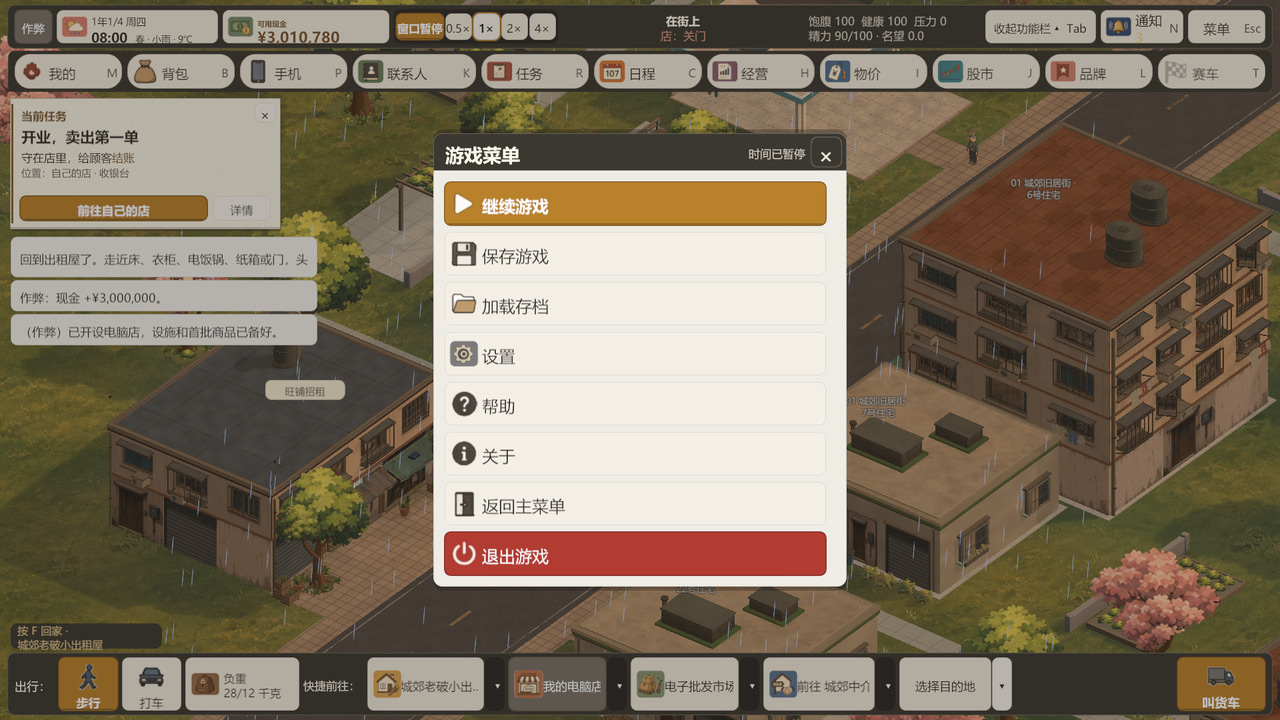 作弊
1年1/4 周四
08:00 春·小雨·9°C
可用现金
¥3,010,780
窗口暂停
0.5×
1×
2×
4×
在街上
店：关门
饱腹 100 健康 100 压力 0
精力 90/100 · 名望 0.0
收起功能栏 Tab
通知
3
N
菜单 Esc
我的 M
背包 B
手机 P
联系人 K
任务 R
107
日程 C
经营 H
物价 I
股市 J
品牌 L
赛车 T
当前任务
开业，卖出第一单
守在店里，给顾客结账
位置：自己的店 · 收银台
前往自己的店
详情
回到出租屋了。走近床、衣柜、电饭锅、纸箱或门，头
作弊：现金 +¥3,000,000。
（作弊）已开设电脑店，设施和首批商品已备好。
旺铺招租
游戏菜单
时间已暂停
继续游戏
保存游戏
加载存档
设置
帮助
关于
返回主菜单
退出游戏
01 城郊旧居街 ·
6号住宅
01 城郊旧居街 ·
7号住宅
按 F 回家 ·
城郊老破小出租屋
出行：
步行
打车
负重
28/12 千克
快捷前往：
城郊老破小出..
我的电脑店
电子批发市场
前往 城郊中介
选择目的地
叫货车